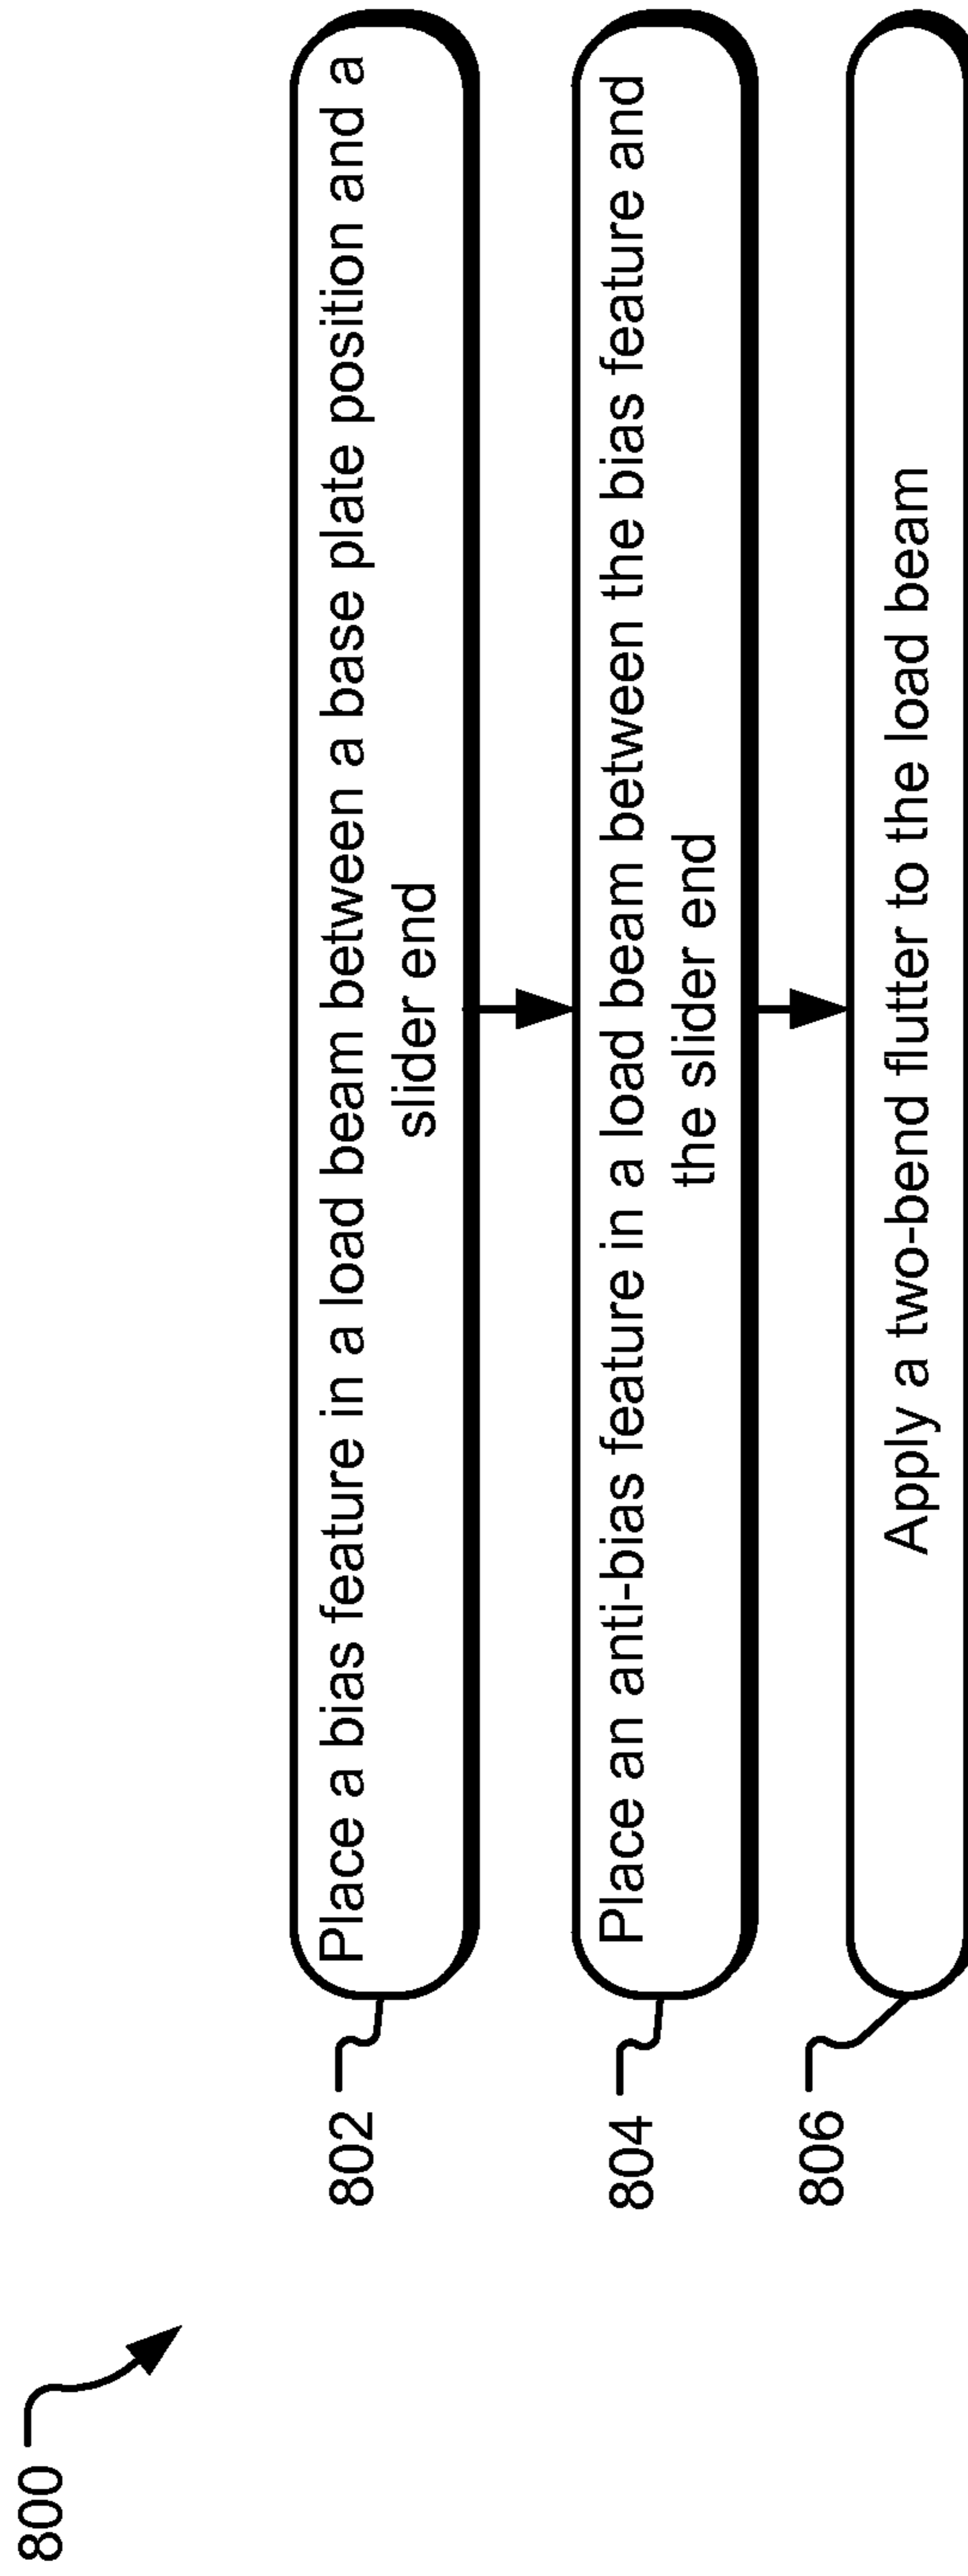 800
802
Place a bias feature in a load beam between a base plate position and a
slider end
804
Place an anti-bias feature in a load beam between the bias feature and
the slider end
806
Apply a two-bend flutter to the load beam